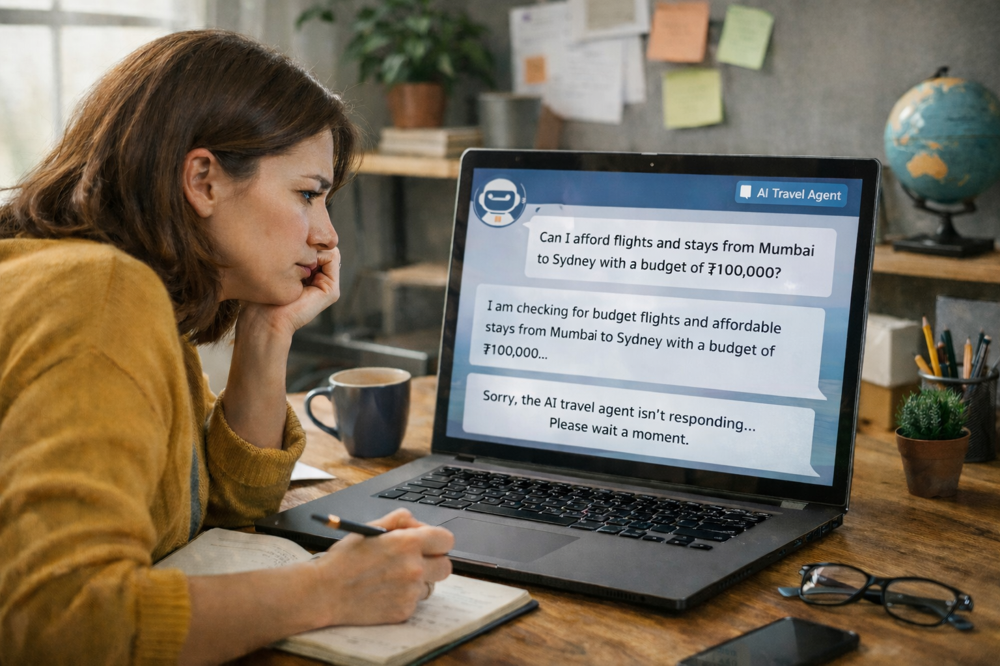 AI Travel Agent
Can I afford flights and stays from Mumbai
to Sydney with a budget of ₮100,000?
I am checking for budget flights and affordable
stays from Mumbai to Sydney with a budget of
₮100,000...
Sorry, the AI travel agent isn't responding...
Please wait a moment.